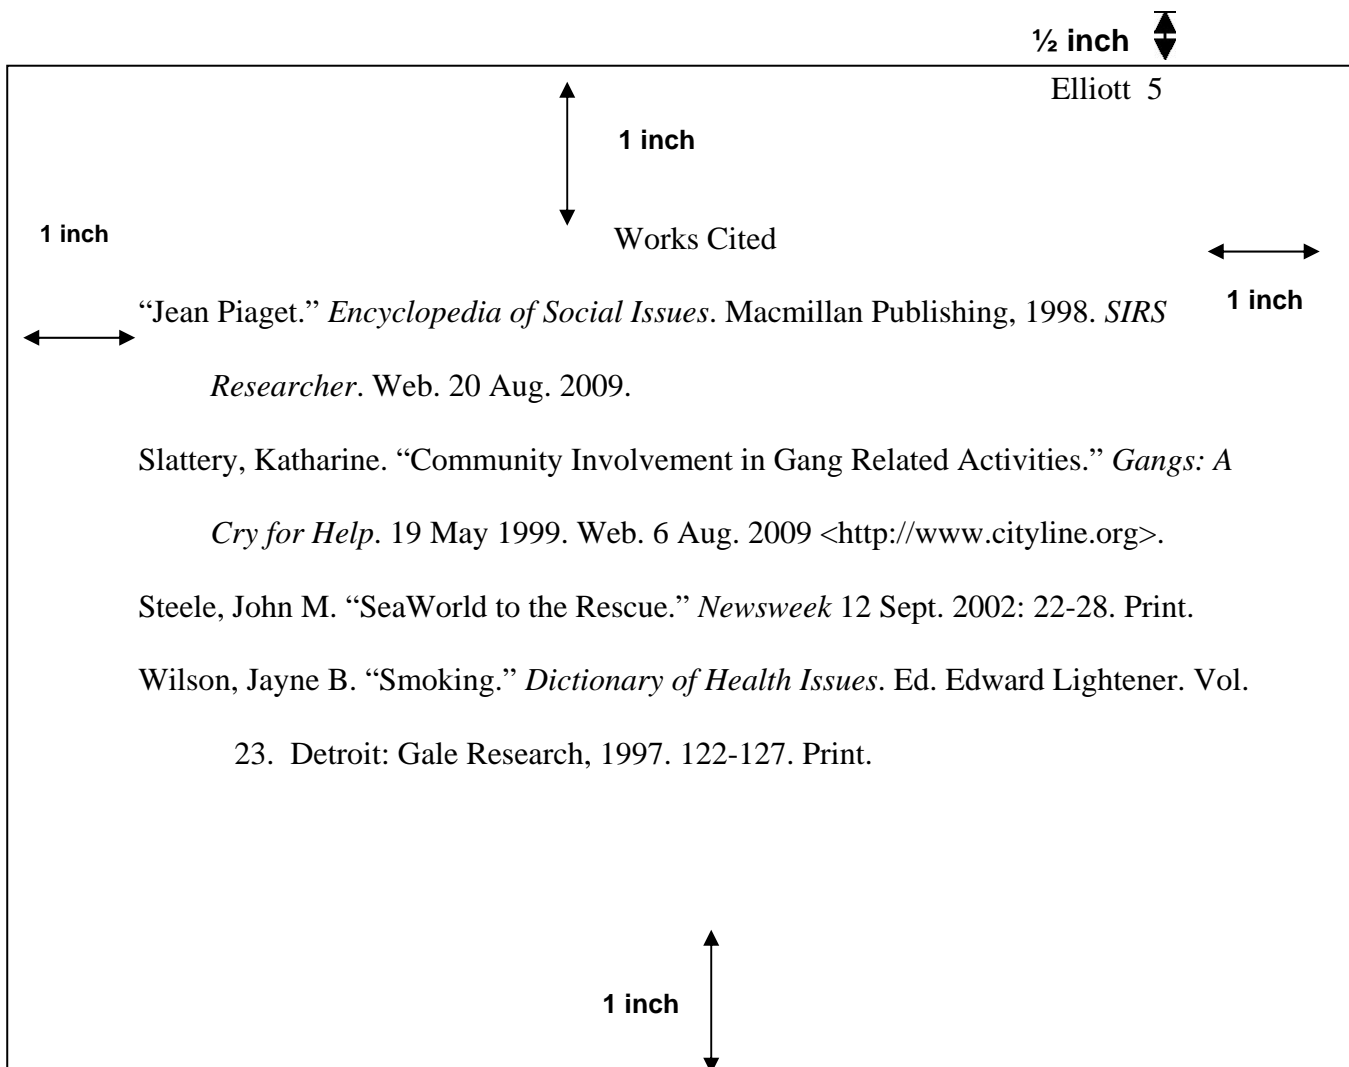 ½ inch
Elliott 5
1 inch
1 inch
Works Cited
“Jean Piaget.” Encyclopedia of Social Issues. Macmillan Publishing, 1998. SIRS
1 inch
Researcher. Web. 20 Aug. 2009.
Slattery, Katharine. “Community Involvement in Gang Related Activities.” Gangs: A
Cry for Help. 19 May 1999. Web. 6 Aug. 2009 <http://www.cityline.org>.
Steele, John M. “SeaWorld to the Rescue.” Newsweek 12 Sept. 2002: 22-28. Print.
Wilson, Jayne B. “Smoking.” Dictionary of Health Issues. Ed. Edward Lightener. Vol.
23. Detroit: Gale Research, 1997. 122-127. Print.
1 inch